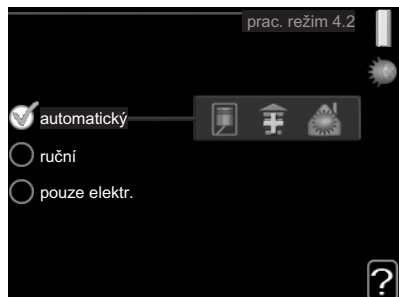 prac. režim 4.2
automatický
ruční
pouze elektr.
?